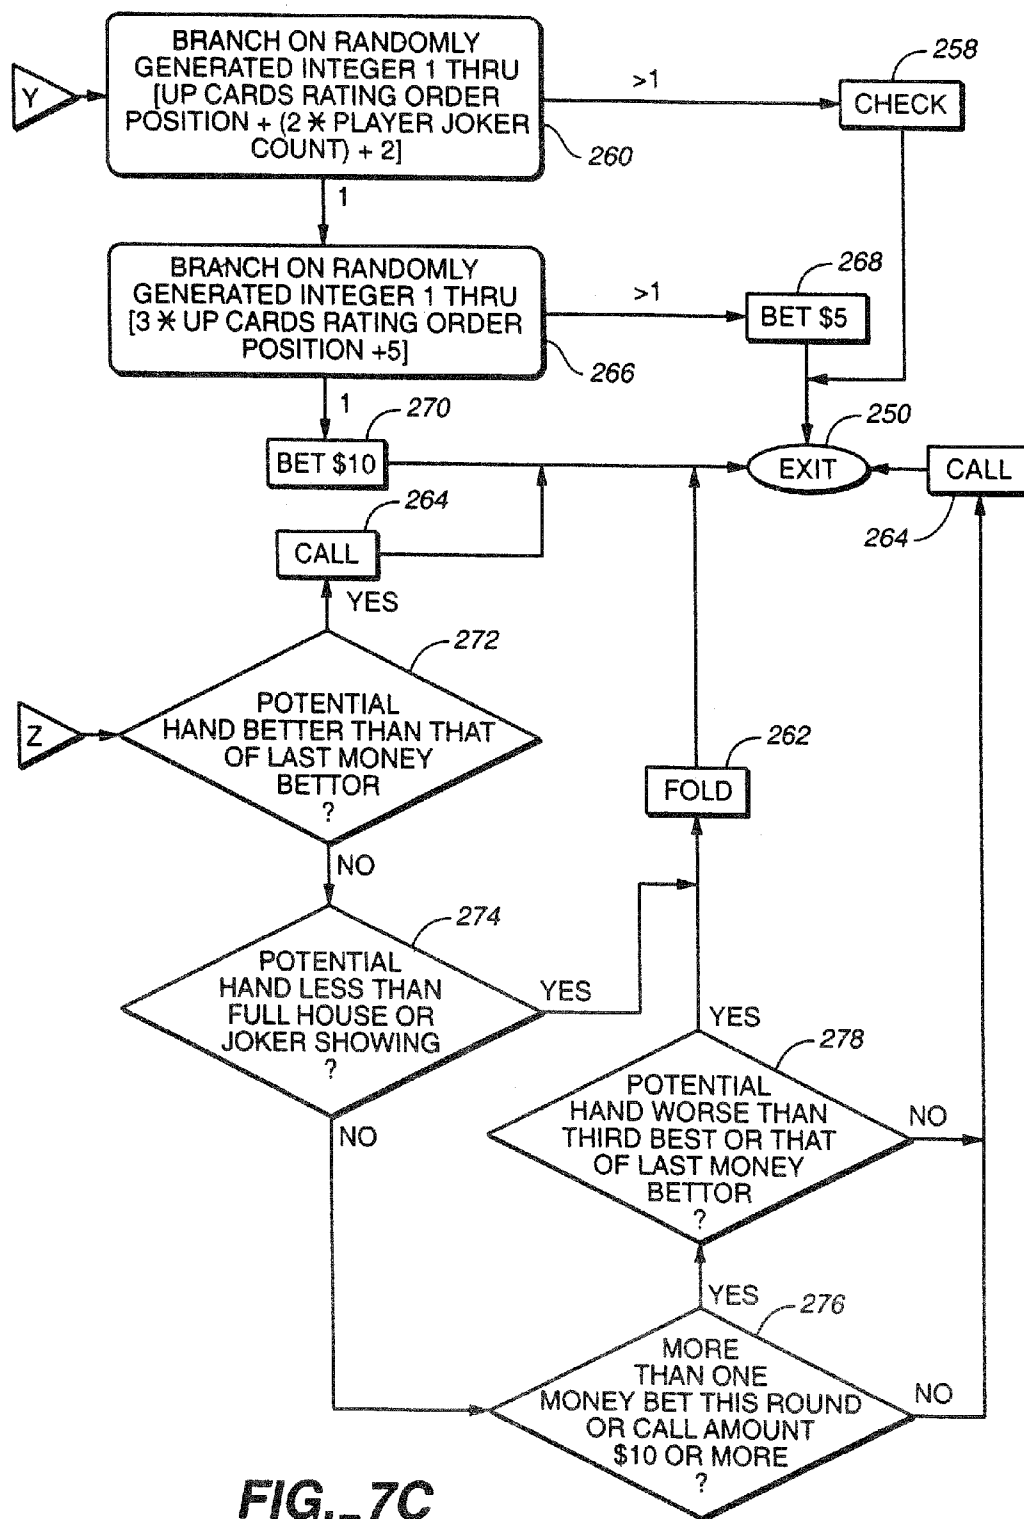 Y
BRANCH ON RANDOMLY
GENERATED INTEGER 1 THRU
[UP CARDS RATING ORDER
POSITION + (2 * PLAYER JOKER
COUNT) + 2]
260
>1
258
CHECK
1
BRANCH ON RANDOMLY
GENERATED INTEGER 1 THRU
[3 * UP CARDS RATING ORDER
POSITION +5]
266
>1
268
BET $5
1
270
BET $10
250
EXIT
CALL
264
264
CALL
YES
Z
272
POTENTIAL
HAND BETTER THAN THAT
OF LAST MONEY
BETTOR
?
262
FOLD
NO
274
POTENTIAL
HAND LESS THAN
FULL HOUSE OR
JOKER SHOWING
?
YES
NO
YES
278
POTENTIAL
HAND WORSE THAN
THIRD BEST OR THAT
OF LAST MONEY
BETTOR
?
NO
YES
276
MORE
THAN ONE
MONEY BET THIS ROUND
OR CALL AMOUNT
$10 OR MORE
?
NO
FIG._7C